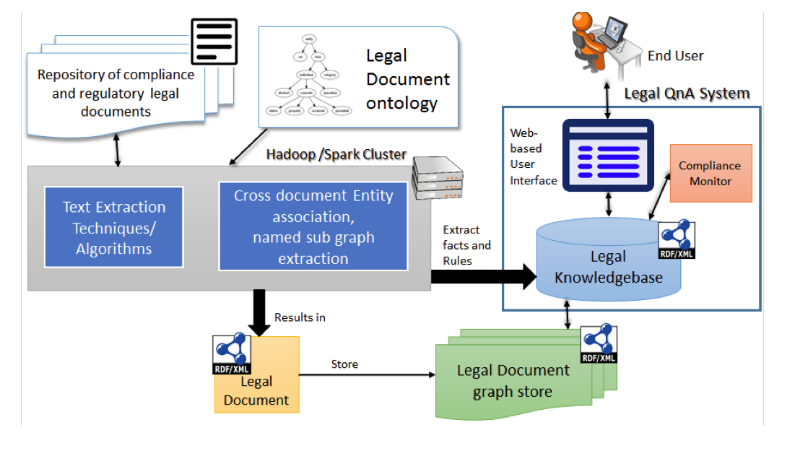 Repository of compliance
and regulatory legal
documents
Legal
Document
ontology
End User
Legal QnA System
Hadoop /Spark Cluster
Web-
based
User
Interface
Compliance
Monitor
Text Extraction
Techniques/
Algorithms
Cross document Entity
association,
named sub graph
extraction
Extract
facts and
Rules
Legal
Knowledgebase
RDF/XML
Results in
RDF/XML
Legal
Document
Store
Legal Document
graph store
RDF/XML